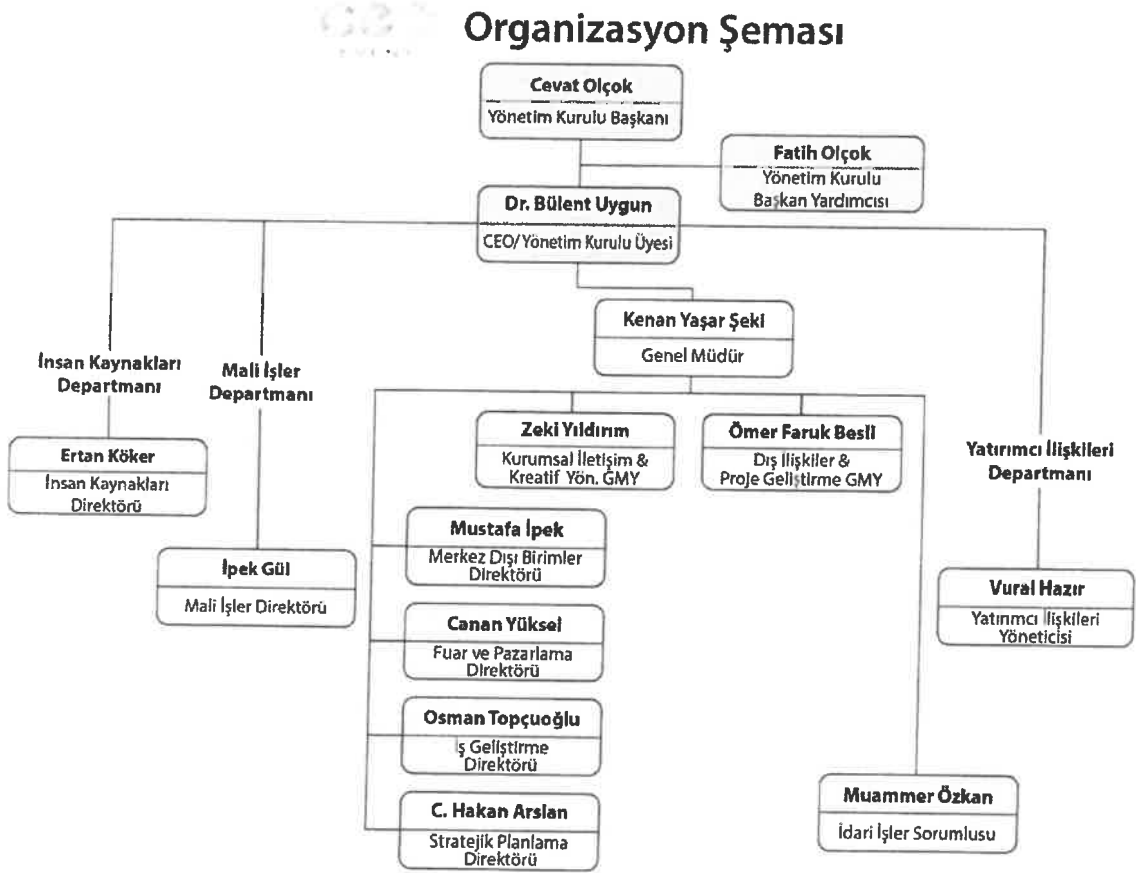 Organizasyon Şeması
Cevat Olçok
Yönetim Kurulu Başkanı
Fatih Olçok
Yönetim Kurulu
Başkan Yardımcısı
Dr. Bülent Uygun
CEO/Yönetim Kurulu Üyesi
Kenan Yaşar Şeki
Genel Müdür
İnsan Kaynakları
Departmanı
Mali İşler
Departmanı
Zeki Yıldırım
Kurumsal İletişim &
Kreatif Yön. GMY
Ömer Faruk Besli
Dış İlişkiler &
Proje Geliştirme GMY
Yatırımcı İlişkileri
Departmanı
Ertan Köker
İnsan Kaynakları
Direktörü
Mustafa İpek
Merkez Dışı Birimler
Direktörü
İpek Gül
Mali İşler Direktörü
Vural Hazır
Yatırımcı İlişkileri
Yöneticisi
Canan Yüksel
Fuar ve Pazarlama
Direktörü
Osman Topçuoğlu
İş Geliştirme
Direktörü
Muammer Özkan
İdari İşler Sorumlusu
C. Hakan Arslan
Stratejik Planlama
Direktörü